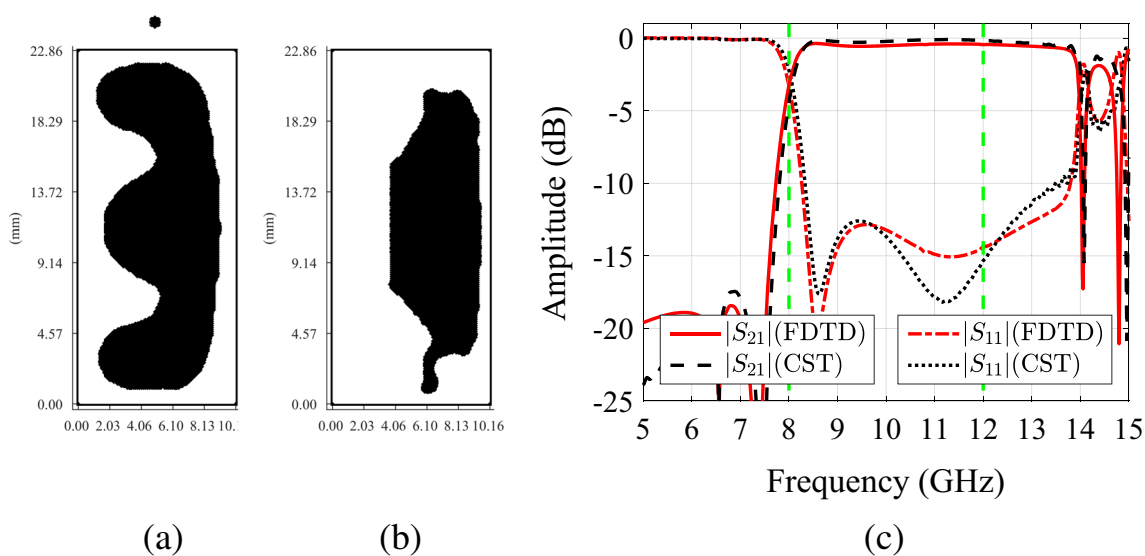 22.86
18.29
13.72
9.14
4.57
0.00
(mm)
0.00 2.03 4.06 6.10 8.13 10.1
(a)
22.86
18.29
13.72
9.14
4.57
0.00
(mm)
0.00 2.03 4.06 6.10 8.13 10.16
(b)
0
-5
-10
-15
-20
-25
Amplitude (dB)
|S21|(FDTD)
|S21|(CST)
|S11|(FDTD)
|S11|(CST)
5 6 7 8 9 10 11 12 13 14 15
Frequency (GHz)
(c)